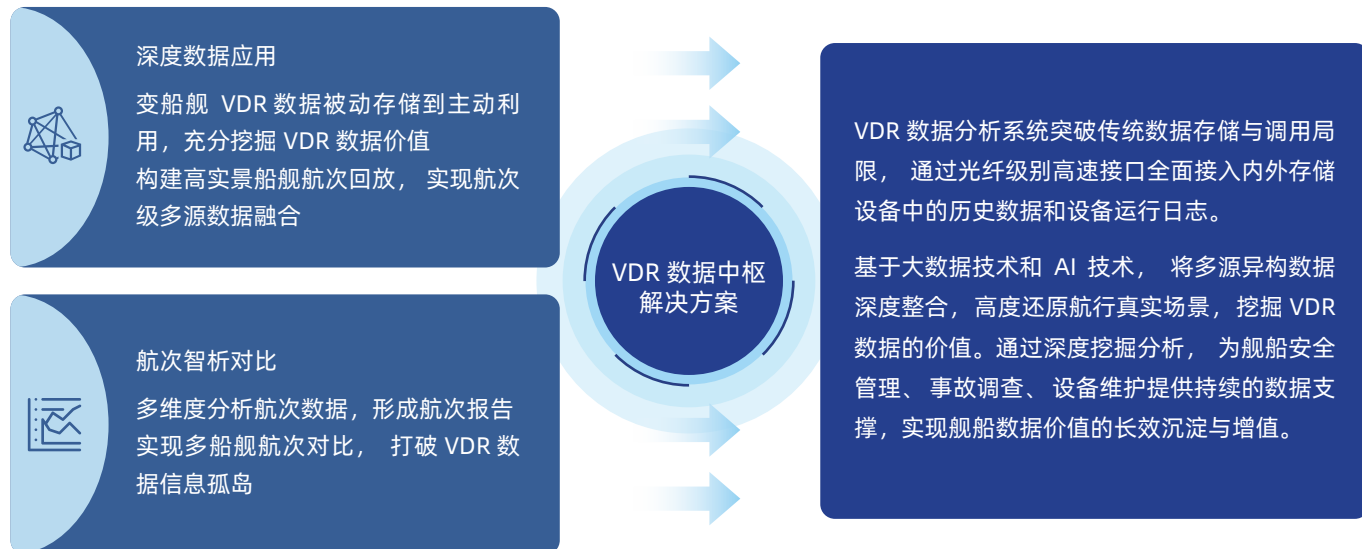 深度数据应用
变船舰 VDR 数据被动存储到主动利
用，充分挖掘 VDR 数据价值
构建高实景船舰航次回放， 实现航次
级多源数据融合
航次智析对比
多维度分析航次数据，形成航次报告
实现多船舰航次对比， 打破 VDR 数
据信息孤岛
VDR 数据中枢
解决方案
VDR 数据分析系统突破传统数据存储与调用局
限， 通过光纤级别高速接口全面接入内外存储
设备中的历史数据和设备运行日志。
基于大数据技术和 AI 技术， 将多源异构数据
深度整合，高度还原航行真实场景，挖掘 VDR
数据的价值。通过深度挖掘分析， 为舰船安全
管理、 事故调查、 设备维护提供持续的数据支
撑，实现舰船数据价值的长效沉淀与增值。